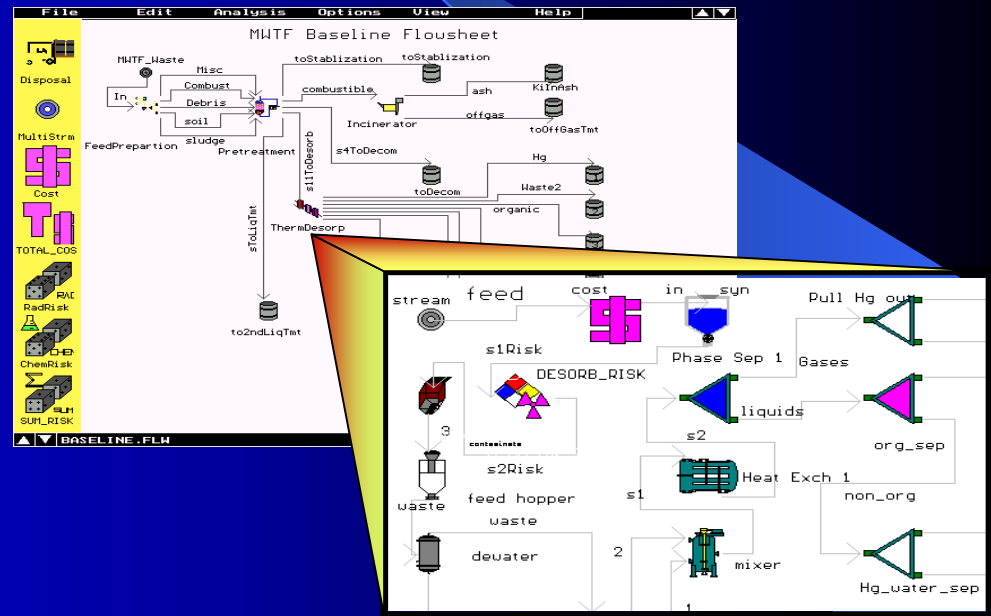 File Edit Analysis Options View Help
MWTF Baseline Flowsheet
Disposal
MultiStrm
Cost
TOTAL_COS
RAD
RadRisk
CHEM
ChemRisk
SUM
SUM_RISK
MWTF_Waste
In
FeedPrepartion
Misc
Combust
Debris
soil
sludge
Pretreatment
toStablization
toStablization
combustible
Incinerator
ash
KilnAsh
offgas
toOffGasTmt
s11ToDesorb
s4ToDecom
toDecom
sToLiqTmt
to2ndLiqTmt
ThermDesorp
Hg
Waste2
organic
BASELINE.FLW
stream
feed
cost
in
syn
Pull Hg out
s1Risk
DESORB_RISK
Phase Sep 1
Gases
liquids
org_sep
3
contaminate
s2Risk
s2
Heat Exch 1
s1
non_org
waste
feed hopper
waste
dewater
2
mixer
Hg_water_sep
1